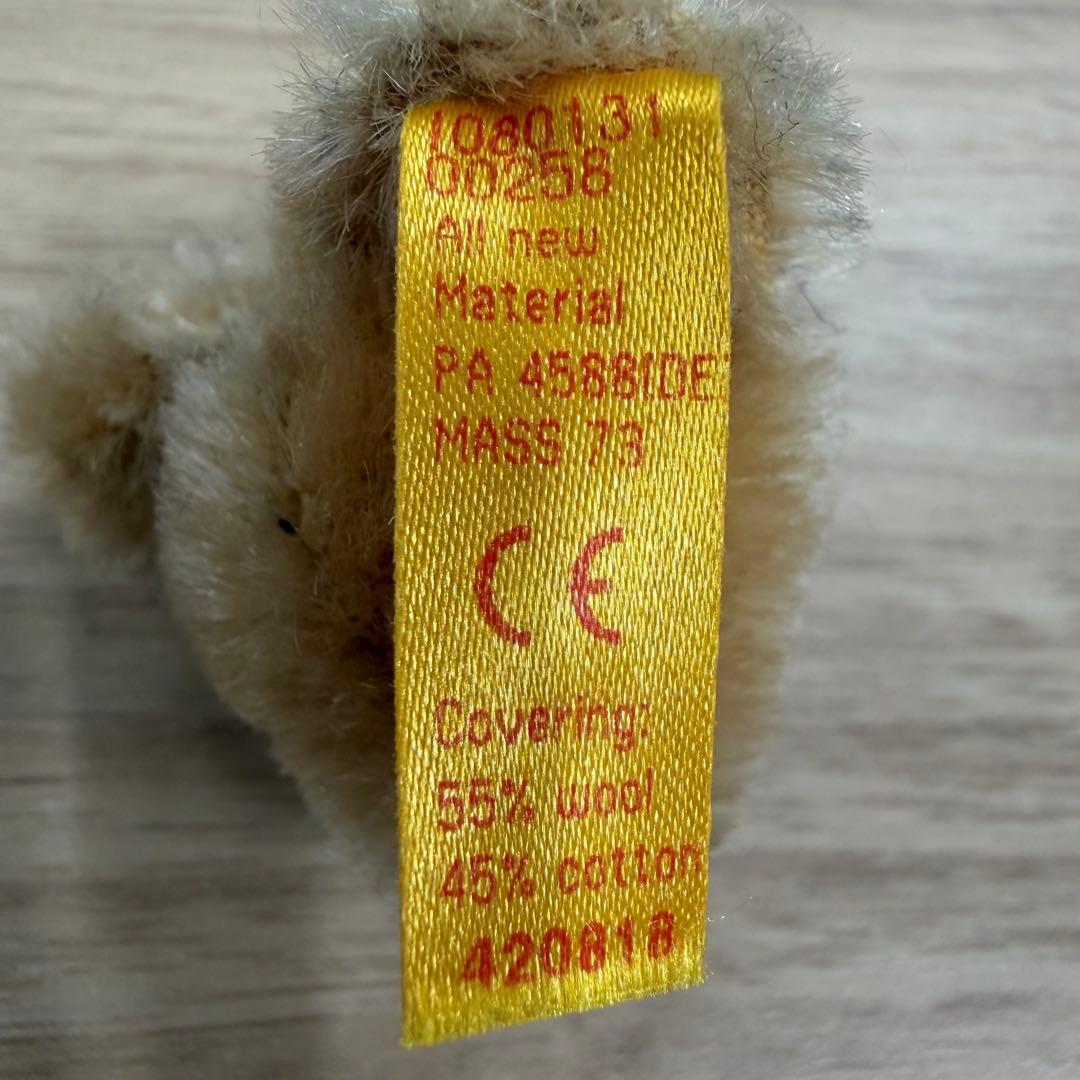 1080131
00258
All new
Material
PA 4588(DE)
MASS 73
CE
Covering:
55% wool
45% cotton
420818